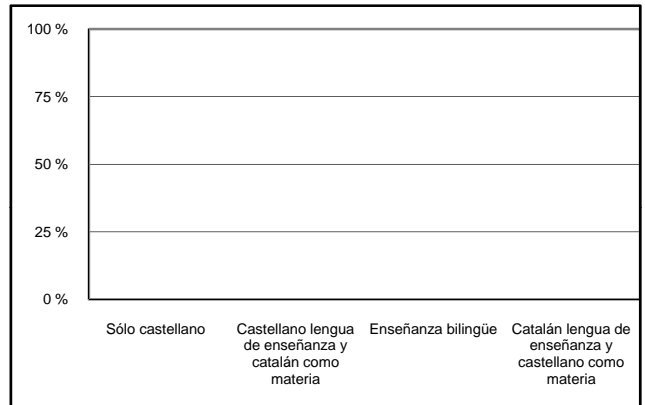 100 %
75 %
50 %
25 %
0 %
Sólo castellano
Castellano lengua
de enseñanza y
catalán como
materia
Enseñanza bilingüe
Catalán lengua de
enseñanza y
castellano como
materia